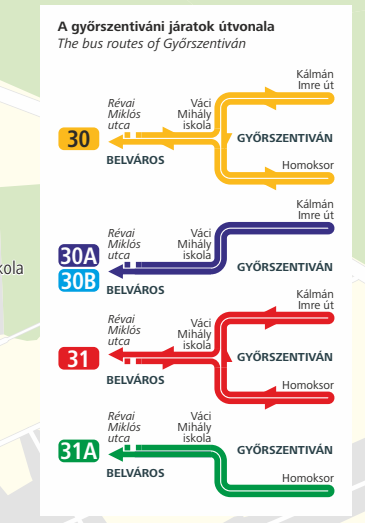 A győrszentiváni járatok útvonala
The bus routes of Győrszentiván
Kálmán
Imre út
Révai
Miklós
utca
Váci
Mihály
iskola
30
GYŐRSZENTIVÁN
BELVÁROS
Homoksor
Kálmán
Imre út
Révai
Miklós
utca
Váci
Mihály
iskola
30A
30B
GYŐRSZENTIVÁN
BELVÁROS
Kálmán
Imre út
Révai
Miklós
utca
Váci
Mihály
iskola
31
GYŐRSZENTIVÁN
BELVÁROS
Homoksor
Révai
Miklós
utca
Váci
Mihály
iskola
31A
GYŐRSZENTIVÁN
BELVÁROS
Homoksor
kola